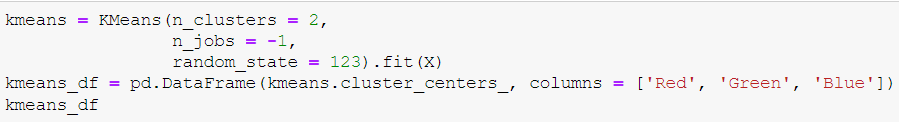 kmeans = KMeans(n_clusters = 2,
                n_jobs = -1,
                random_state = 123).fit(X)
kmeans_df = pd.DataFrame(kmeans.cluster_centers_, columns = ['Red', 'Green', 'Blue'])
kmeans_df